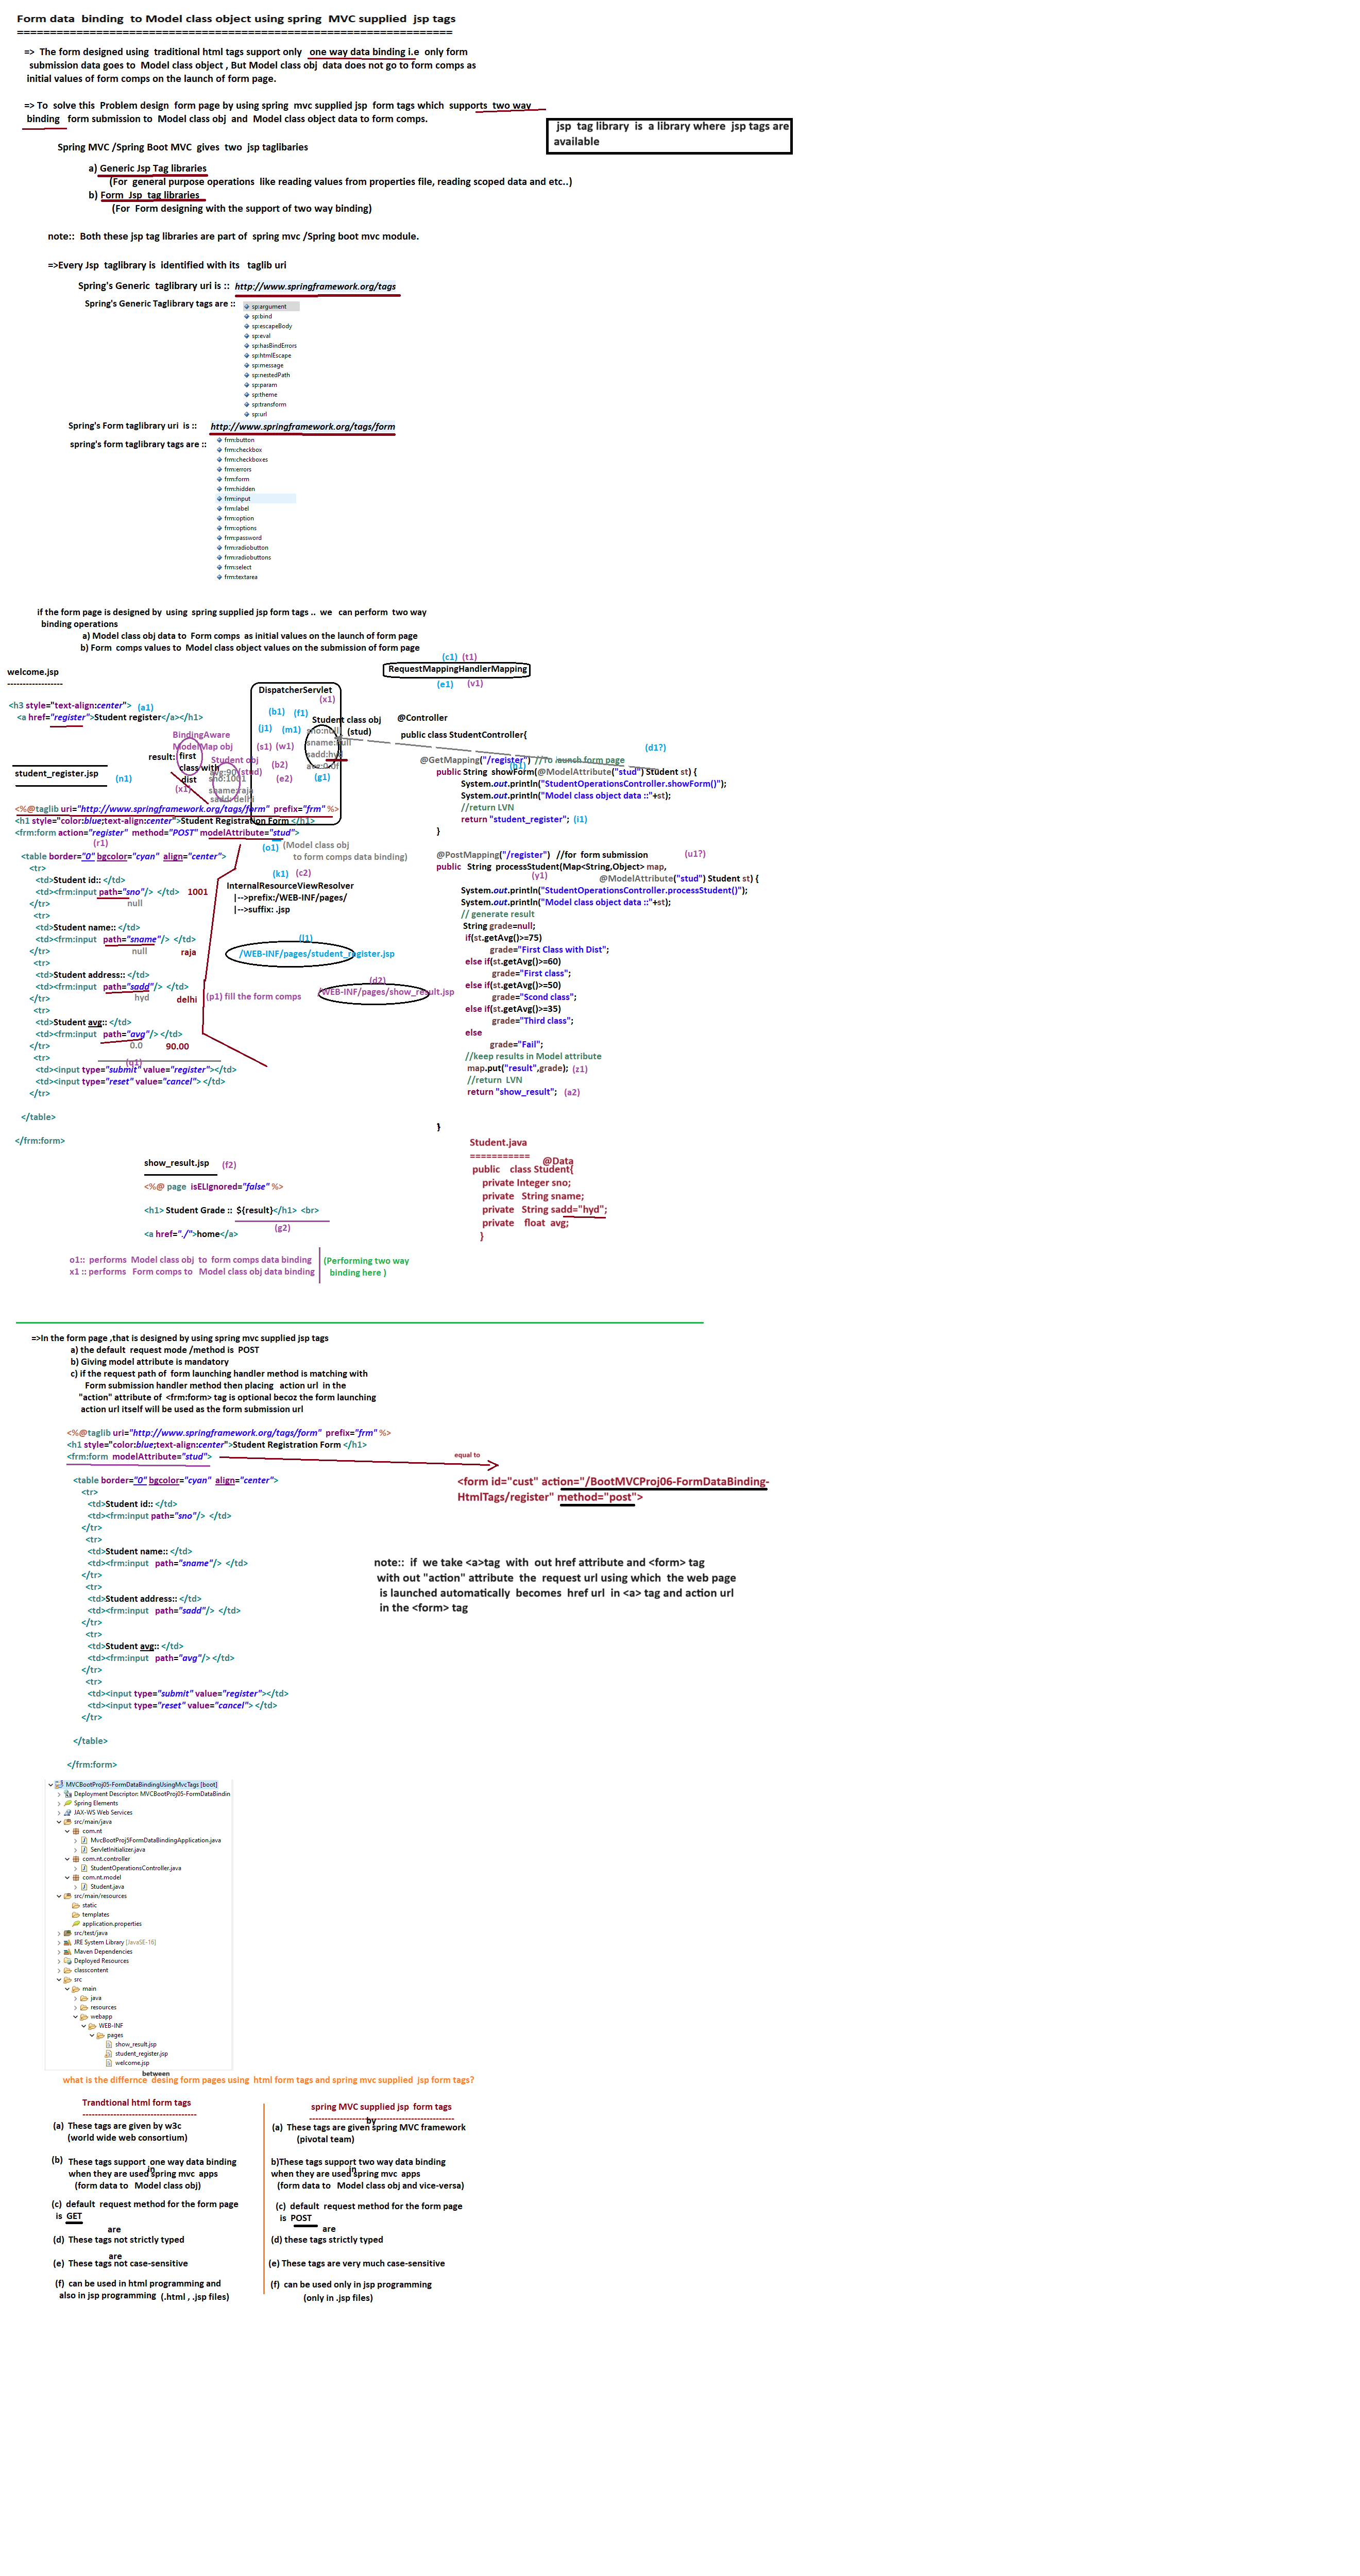 Form data binding to Model class object using spring MVC supplied jsp tags
==================================================================
=> The form designed using traditional html tags support only one way data binding i.e only form
submission data goes to Model class object , But Model class obj data does not go to form comps as
initial values of form comps on the launch of form page.
=> To solve this Problem design form page by using spring mvc supplied jsp form tags which supports two way
binding form submission to Model class obj and Model class object data to form comps.
jsp tag library is a library where jsp tags are
available
Spring MVC /Spring Boot MVC gives two jsp taglibaries
a) Generic Jsp Tag libraries
(For general purpose operations like reading values from properties file, reading scoped data and etc..)
b) Form Jsp tag libraries
(For Form designing with the support of two way binding)
note:: Both these jsp tag libraries are part of spring mvc /Spring boot mvc module.
=>Every Jsp taglibrary is identified with its taglib uri
Spring's Generic taglibrary uri is :: http://www.springframework.org/tags
Spring's Generic Taglibrary tags are ::
sp:argument
sp:bind
sp:escapeBody
sp:eval
sp:hasBindErrors
sp:htmlEscape
sp:message
sp:nestedPath
sp:param
sp:theme
sp:transform
sp:url
Spring's Form taglibrary uri is :: http://www.springframework.org/tags/form
spring's form taglibrary tags are ::
frm:button
frm:checkbox
frm:checkboxes
frm:errors
frm:form
frm:hidden
frm:input
frm:label
frm:option
frm:options
frm:password
frm:radiobutton
frm:radiobuttons
frm:select
frm:textarea
if the form page is designed by using spring supplied jsp form tags .. we can perform two way
binding operations
a) Model class obj data to Form comps as initial values on the launch of form page
b) Form comps values to Model class object values on the submission of form page
welcome.jsp
------------------
<h3 style="text-align:center"> (a1)
<a href="register">Student register</a></h1>
(c1) (t1)
RequestMappingHandlerMapping
(e1) (v1)
DispatcherServlet
(x1)
(b1) (f1)
(j1) (m1)
(s1) (w1)
(b2)
(e2) (g1)
Student class obj
(stud)
sno:null
sname:null
sadd:hyd
avg:0.0f
BindingAware
ModelMap obj
result: first
class with
dist
(x1)
Student obj
(stud)
avg:90
sno:1001
sname:raja
sadd: delhi
student_register.jsp (n1)
<%@taglib uri="http://www.springframework.org/tags/form" prefix="frm" %>
<h1 style="color:blue;text-align:center">Student Registration Form </h1>
<frm:form action="register" method="POST" modelAttribute="stud">
(r1)
<table border="0" bgcolor="cyan" align="center">
<tr>
<td>Student id:: </td>
<td><frm:input path="sno"/> </td> 1001
</tr> null
<tr>
<td>Student name:: </td>
<td><frm:input path="sname"/> </td>
</tr> null raja
<tr>
<td>Student address:: </td>
<td><frm:input path="sadd"/> </td>
</tr> hyd delhi
<tr>
<td>Student avg:: </td>
<td><frm:input path="avg"/> </td>
</tr> 0.0 90.00
<tr>
(q1)
<td><input type="submit" value="register"></td>
<td><input type="reset" value="cancel"> </td>
</tr>
</table>
</frm:form>
(o1) (Model class obj
to form comps data binding)
(k1) (c2)
InternalResourceViewResolver
|-->prefix:/WEB-INF/pages/
|-->suffix: .jsp
(l1)
/WEB-INF/pages/student_register.jsp
(d2)
/WEB-INF/pages/show_result.jsp
(p1) fill the form comps
@Controller
public class StudentController{
(d1?)
@GetMapping("/register") //to launch form page
(h1)
public String showForm(@ModelAttribute("stud") Student st) {
System.out.println("StudentOperationsController.showForm()");
System.out.println("Model class object data ::"+st);
//return LVN
return "student_register"; (i1)
}
@PostMapping("/register") //for form submission (u1?)
public String processStudent(Map<String,Object> map,
(y1)
@ModelAttribute("stud") Student st) {
System.out.println("StudentOperationsController.processStudent()");
System.out.println("Model class object data ::"+st);
// generate result
String grade=null;
if(st.getAvg()>=75)
grade="First Class with Dist";
else if(st.getAvg()>=60)
grade="First class";
else if(st.getAvg()>=50)
grade="Scond class";
else if(st.getAvg()>=35)
grade="Third class";
else
grade="Fail";
//keep results in Model attribute
map.put("result",grade); (z1)
//return LVN
return "show_result"; (a2)
}
Student.java
===========
@Data
public class Student{
private Integer sno;
private String sname;
private String sadd="hyd";
private float avg;
}
show_result.jsp (f2)
<%@ page isELIgnored="false" %>
<h1> Student Grade :: ${result}</h1> <br>
(g2)
<a href="./">home</a>
o1:: performs Model class obj to form comps data binding
x1 :: performs Form comps to Model class obj data binding
(Performing two way
binding here )
=>In the form page ,that is designed by using spring mvc supplied jsp tags
a) the default request mode /method is POST
b) Giving model attribute is mandatory
c) if the request path of form launching handler method is matching with
Form submission handler method then placing action url in the
"action" attribute of <frm:form> tag is optional becoz the form launching
action url itself will be used as the form submission url
<%@taglib uri="http://www.springframework.org/tags/form" prefix="frm" %>
<h1 style="color:blue;text-align:center">Student Registration Form </h1>
<frm:form modelAttribute="stud">
equal to
<form id="cust" action="/BootMVCProj06-FormDataBinding-
HtmlTags/register" method="post">
<table border="0" bgcolor="cyan" align="center">
<tr>
<td>Student id:: </td>
<td><frm:input path="sno"/> </td>
</tr>
<tr>
<td>Student name:: </td>
<td><frm:input path="sname"/> </td>
</tr>
<tr>
<td>Student address:: </td>
<td><frm:input path="sadd"/> </td>
</tr>
<tr>
<td>Student avg:: </td>
<td><frm:input path="avg"/> </td>
</tr>
<tr>
<td><input type="submit" value="register"></td>
<td><input type="reset" value="cancel"> </td>
</tr>
</table>
</frm:form>
note:: if we take <a>tag with out href attribute and <form> tag
with out "action" attribute the request url using which the web page
is launched automatically becomes href url in <a> tag and action url
in the <form> tag
MVCBootProj05-FormDataBindingUsingMvcTags [boot]
Deployment Descriptor: MVCBootProj05-FormDataBindin
Spring Elements
JAX-WS Web Services
src/main/java
com.nt
MvcBootProj5FormDataBindingApplication.java
ServletInitializer.java
com.nt.controller
StudentOperationsController.java
com.nt.model
Student.java
src/main/resources
static
templates
application.properties
src/test/java
JRE System Library [JavaSE-16]
Maven Dependencies
Deployed Resources
classcontent
src
main
java
resources
webapp
WEB-INF
pages
show_result.jsp
student_register.jsp
welcome.jsp
between
what is the differnce desing form pages using html form tags and spring mvc supplied jsp form tags?
Trandtional html form tags
-------------------------------------
(a) These tags are given by w3c
(world wide web consortium)
(b) These tags support one way data binding
in
when they are used spring mvc apps
(form data to Model class obj)
(c) default request method for the form page
is GET
are
(d) These tags not strictly typed
are
(e) These tags not case-sensitive
(f) can be used in html programming and
also in jsp programming (.html , .jsp files)
spring MVC supplied jsp form tags
-----------------------------------------------
by
(a) These tags are given spring MVC framework
(pivotal team)
b)These tags support two way data binding
in
when they are used spring mvc apps
(form data to Model class obj and vice-versa)
(c) default request method for the form page
is POST
are
(d) these tags strictly typed
(e) These tags are very much case-sensitive
(f) can be used only in jsp programming
(only in .jsp files)